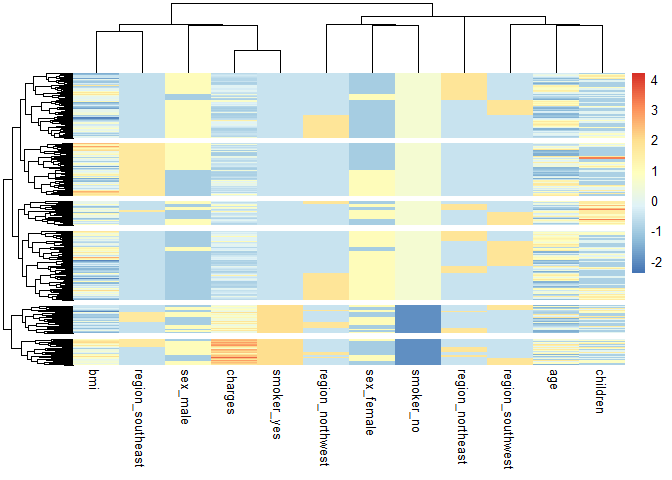 4
3
2
1
0
-1
-2
bmi
region_southeast
sex_male
charges
smoker_yes
region_northwest
sex_female
smoker_no
region_northeast
region_southwest
age
children